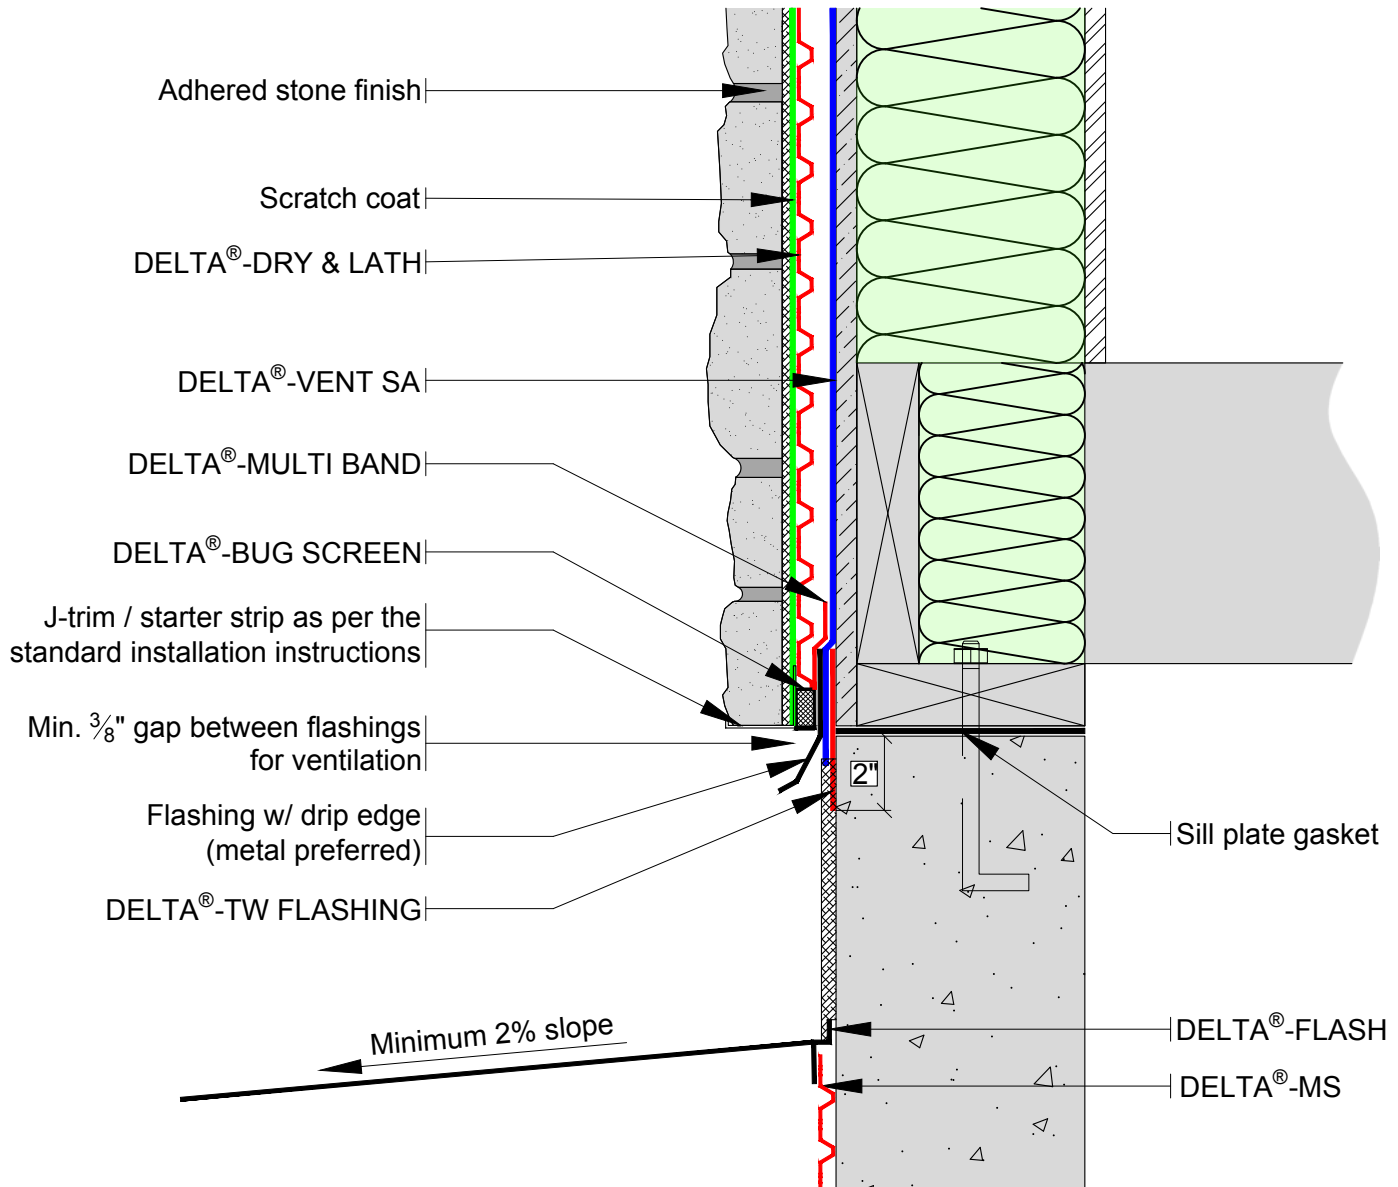 Adhered stone finish
Scratch coat
DELTA®-DRY & LATH
DELTA®-VENT SA
DELTA®-MULTI BAND
DELTA®-BUG SCREEN
J-trim / starter strip as per the
standard installation instructions
Min. ⅜" gap between flashings
for ventilation
2"
Flashing w/ drip edge
(metal preferred)
Sill plate gasket
DELTA®-TW FLASHING
Minimum 2% slope
DELTA®-FLASH
DELTA®-MS